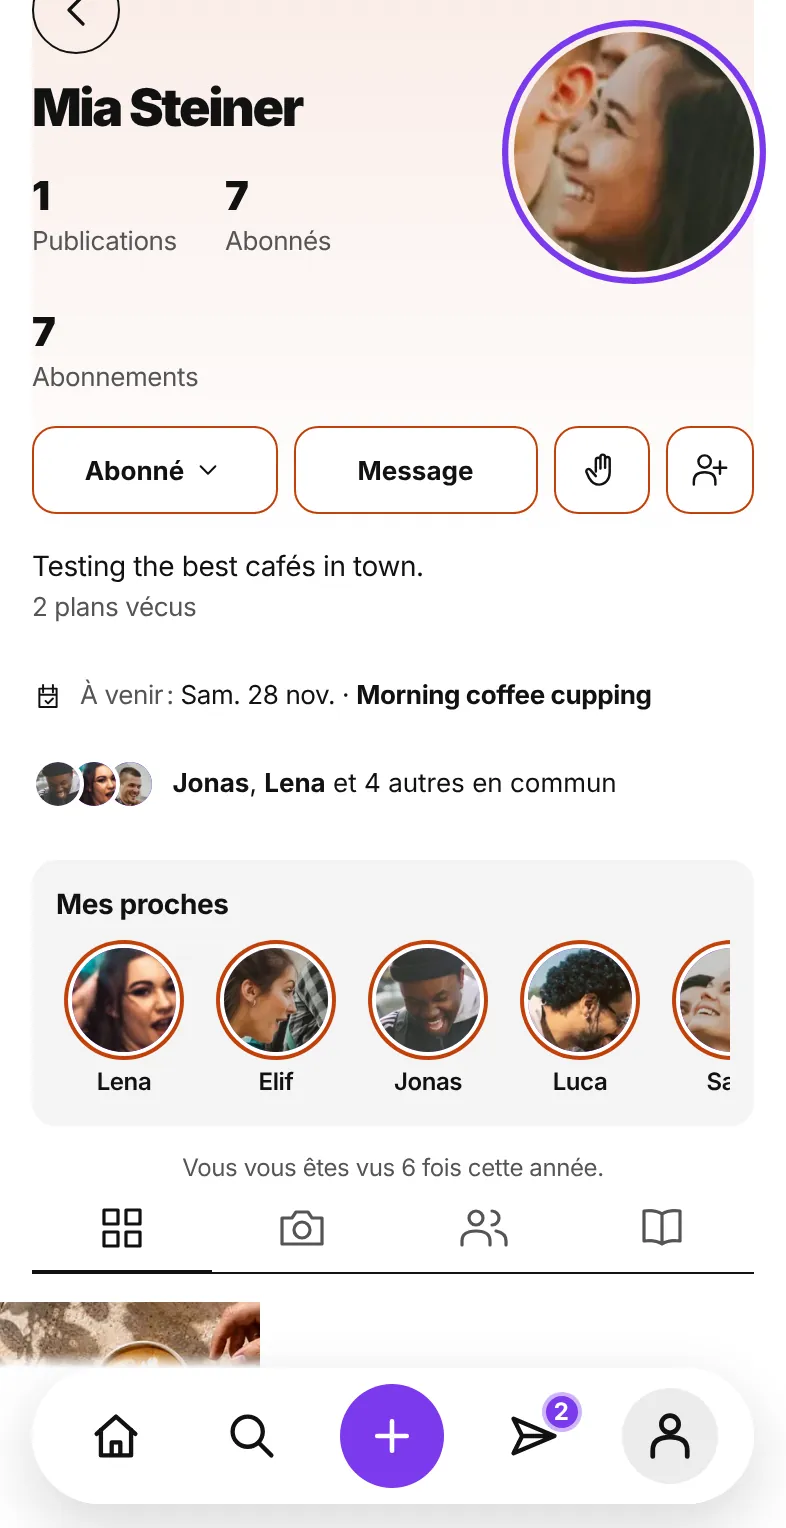 Mia Steiner
1 7
Publications Abonnés
7
Abonnements
Abonné Message
Testing the best cafés in town.
2 plans vécus
À venir : Sam. 28 nov. · Morning coffee cupping
Jonas, Lena et 4 autres en commun
Mes proches
Lena Elif Jonas Luca Sa
Vous vous êtes vus 6 fois cette année.
2